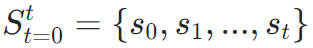 $S_{t=0}^{t} = \{s_0, s_1, ..., s_t\}$